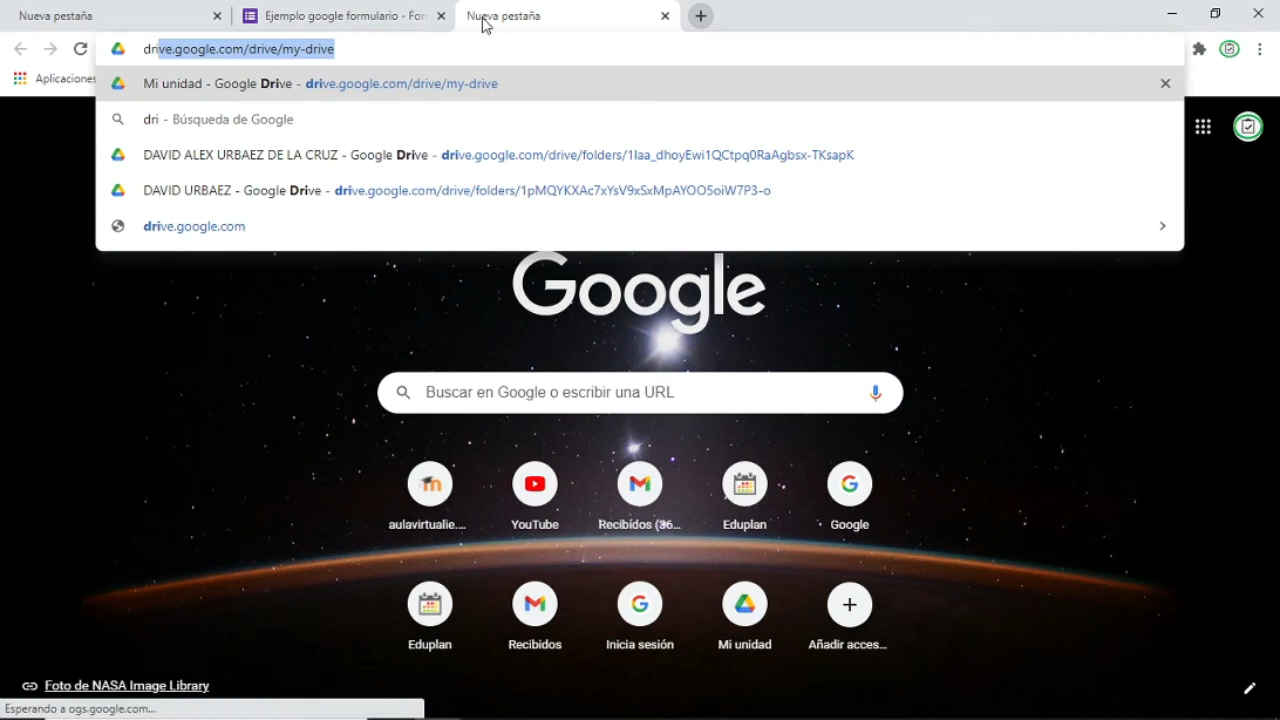 Nueva pestaña
Ejemplo google formulario - For
Nueva pestaña
drive.google.com/drive/my-drive
Aplicaciones
Mi unidad - Google Drive - drive.google.com/drive/my-drive
dri - Búsqueda de Google
DAVID ALEX URBAEZ DE LA CRUZ - Google Drive - drive.google.com/drive/folders/1Iaa_dhoyEwi1QCtpq0RaAgbsx-TKsapK
DAVID URBAEZ - Google Drive - drive.google.com/drive/folders/1pMQYKXAc7xYsV9xSxMpAYOO5oiW7P3-o
drive.google.com
Google
Buscar en Google o escribir una URL
aulavirtualie....
YouTube
Recibidos (36...
Eduplan
Google
Eduplan
Recibidos
Inicia sesión
Mi unidad
Añadir acces...
Foto de NASA Image Library
Esperando a ogs.google.com...